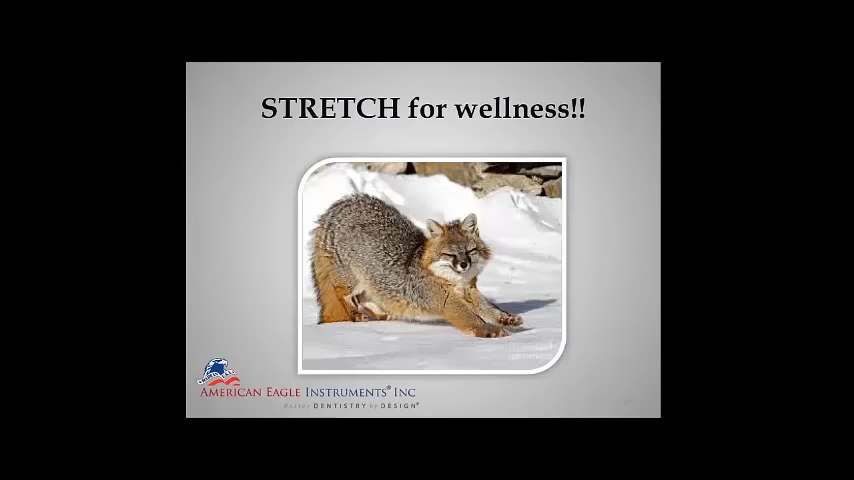 STRETCH for wellness!!
AMERICAN EAGLE INSTRUMENTS® INC
Better DENTISTRY by DESIGN®